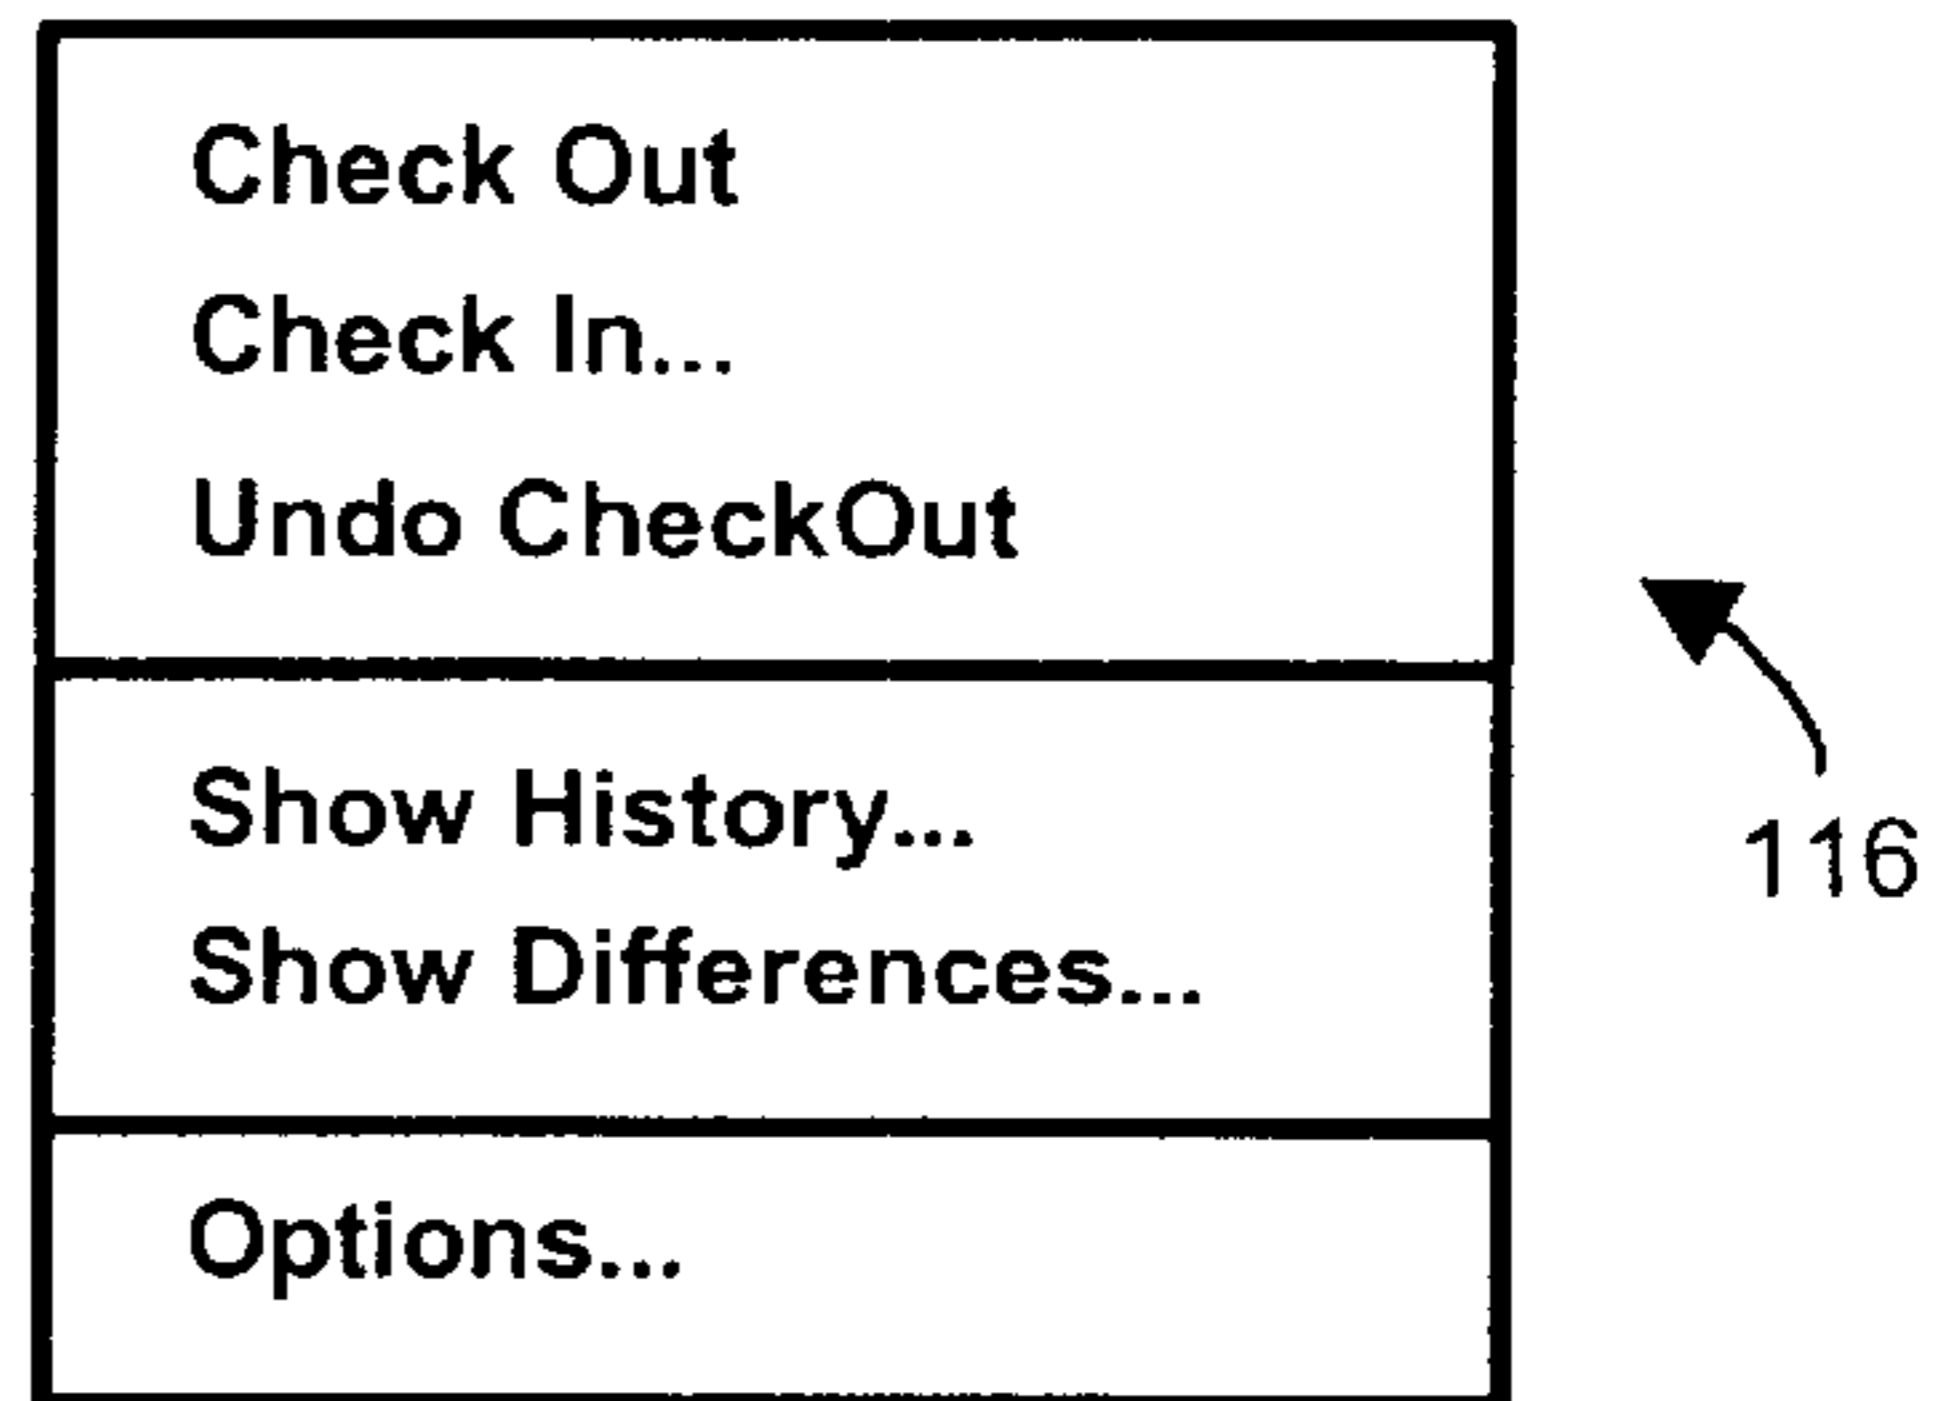 Check Out
Check In...
Undo CheckOut
Show History...
Show Differences...
Options...
116